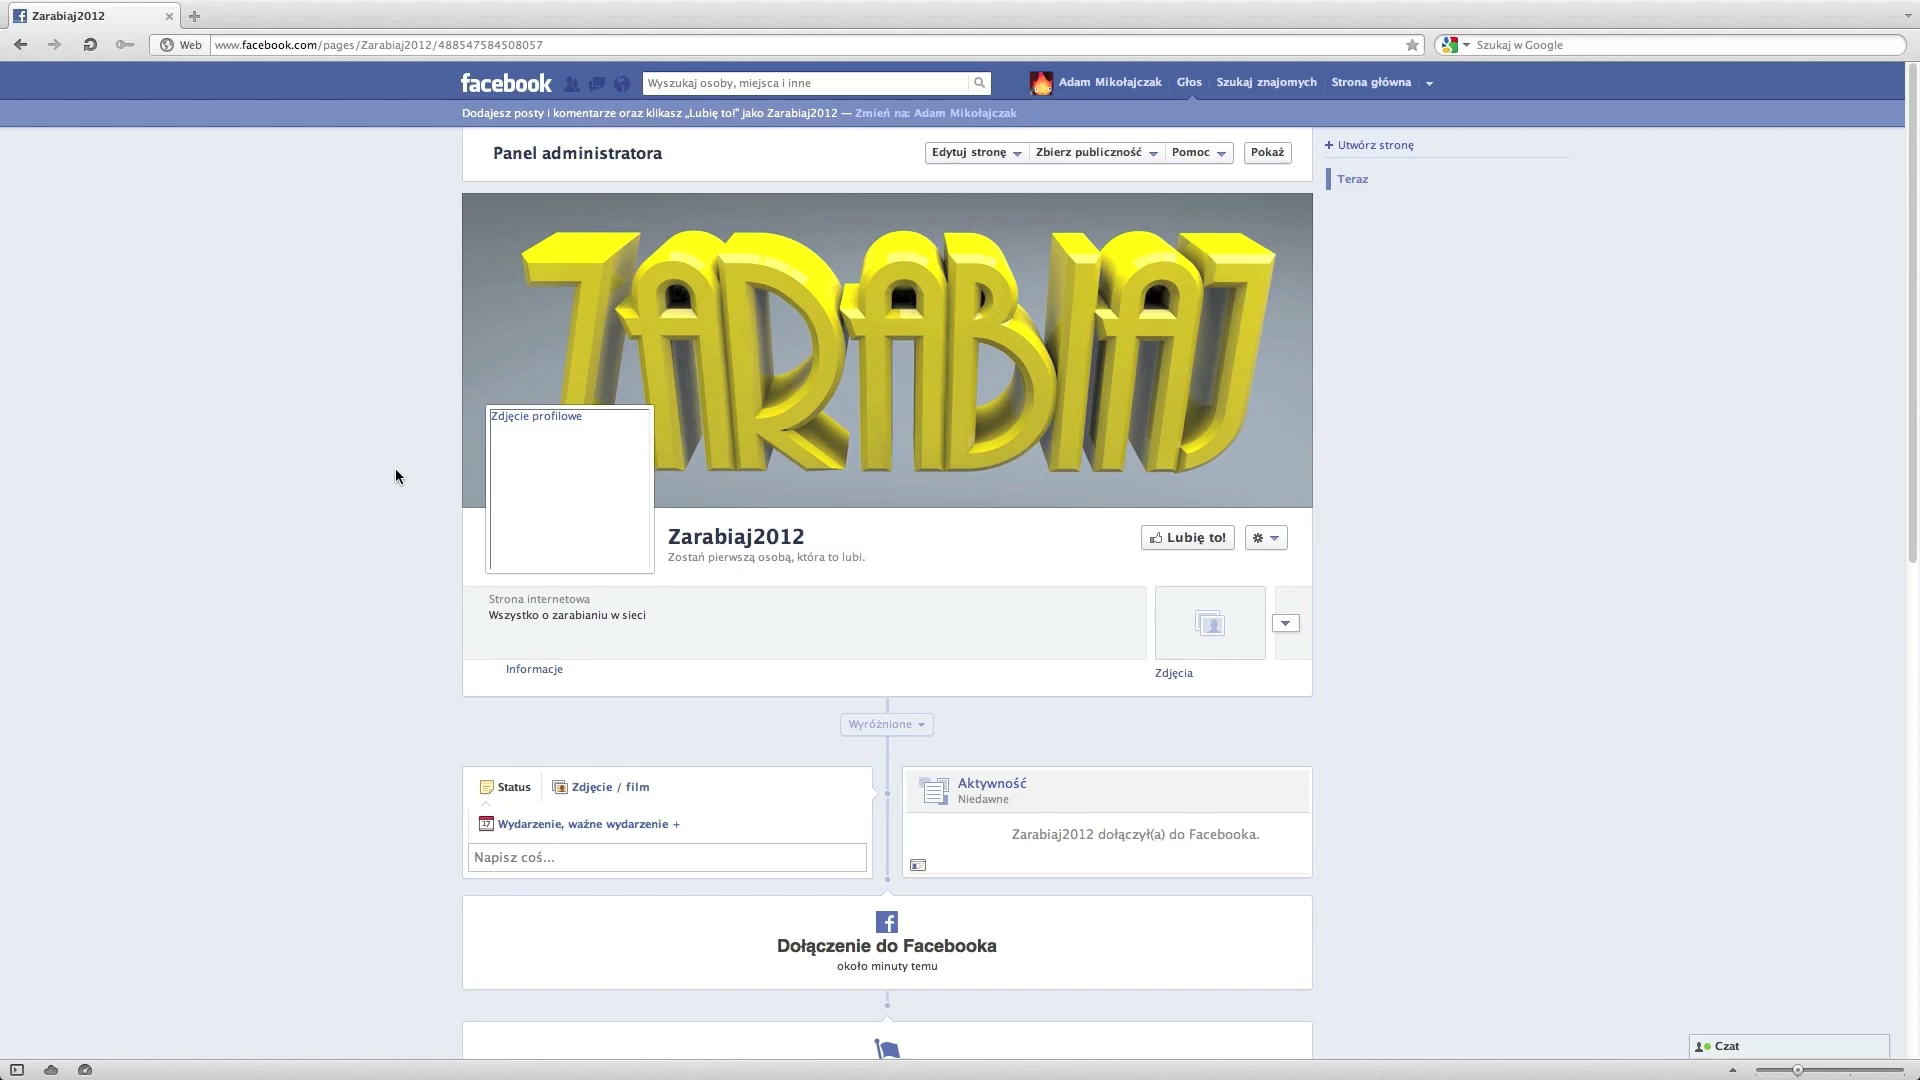 Zarabiaj2012
Web
www.facebook.com/pages/Zarabiaj2012/488547584508057
Szukaj w Google
facebook
Wyszukaj osoby, miejsca i inne
Adam Mikołajczak
Głos
Szukaj znajomych
Strona główna
Dodajesz posty i komentarze oraz klikasz „Lubię to!” jako Zarabiaj2012 — Zmień na: Adam Mikołajczak
Panel administratora
Edytuj stronę
Zbierz publiczność
Pomoc
Pokaż
+ Utwórz stronę
Teraz
ZARABIAJ
Zdjęcie profilowe
Zarabiaj2012
Zostań pierwszą osobą, która to lubi.
Lubię to!
Strona internetowa
Wszystko o zarabianiu w sieci
Informacje
Zdjęcia
Wyróżnione
Status
Zdjęcie / film
17
Wydarzenie, ważne wydarzenie +
Napisz coś...
Aktywność
Niedawne
Zarabiaj2012 dołączył(a) do Facebooka.
Dołączenie do Facebooka
około minuty temu
Czat